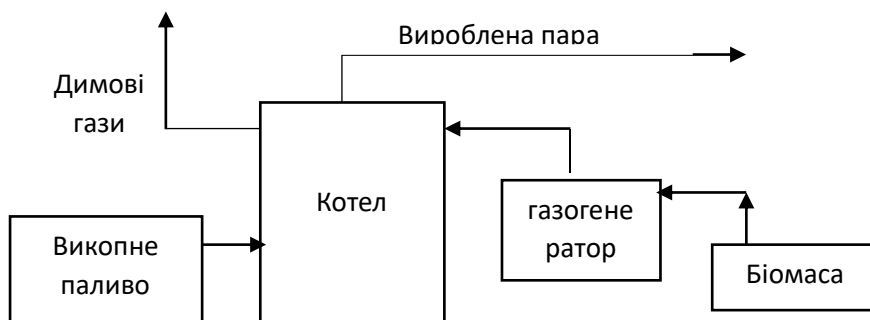 Вироблена пара
Димові
гази
Котел
газогене
ратор
Викопне
паливо
Біомаса